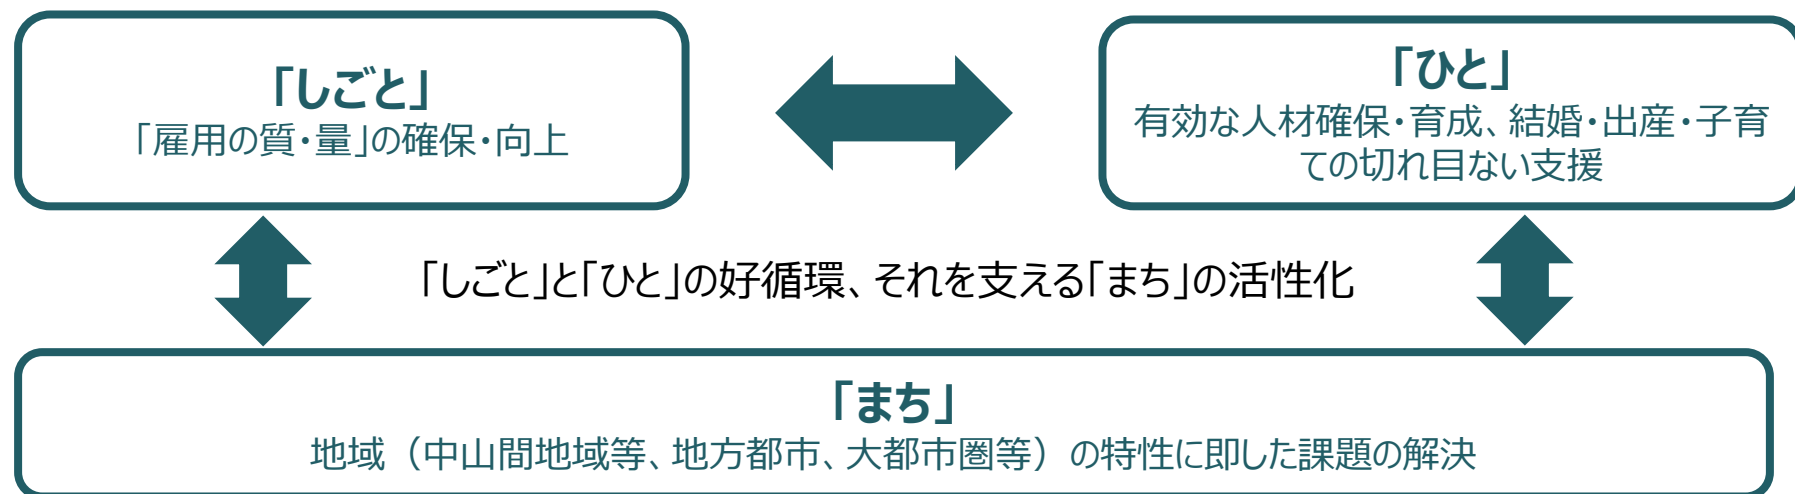 「しごと」
「雇用の質・量」の確保・向上
「ひと」
有効な人材確保・育成、結婚・出産・子育
ての切れ目ない支援
「しごと」と「ひと」の好循環、それを支える「まち」の活性化
「まち」
地域（中山間地域等、地方都市、大都市圏等）の特性に即した課題の解決